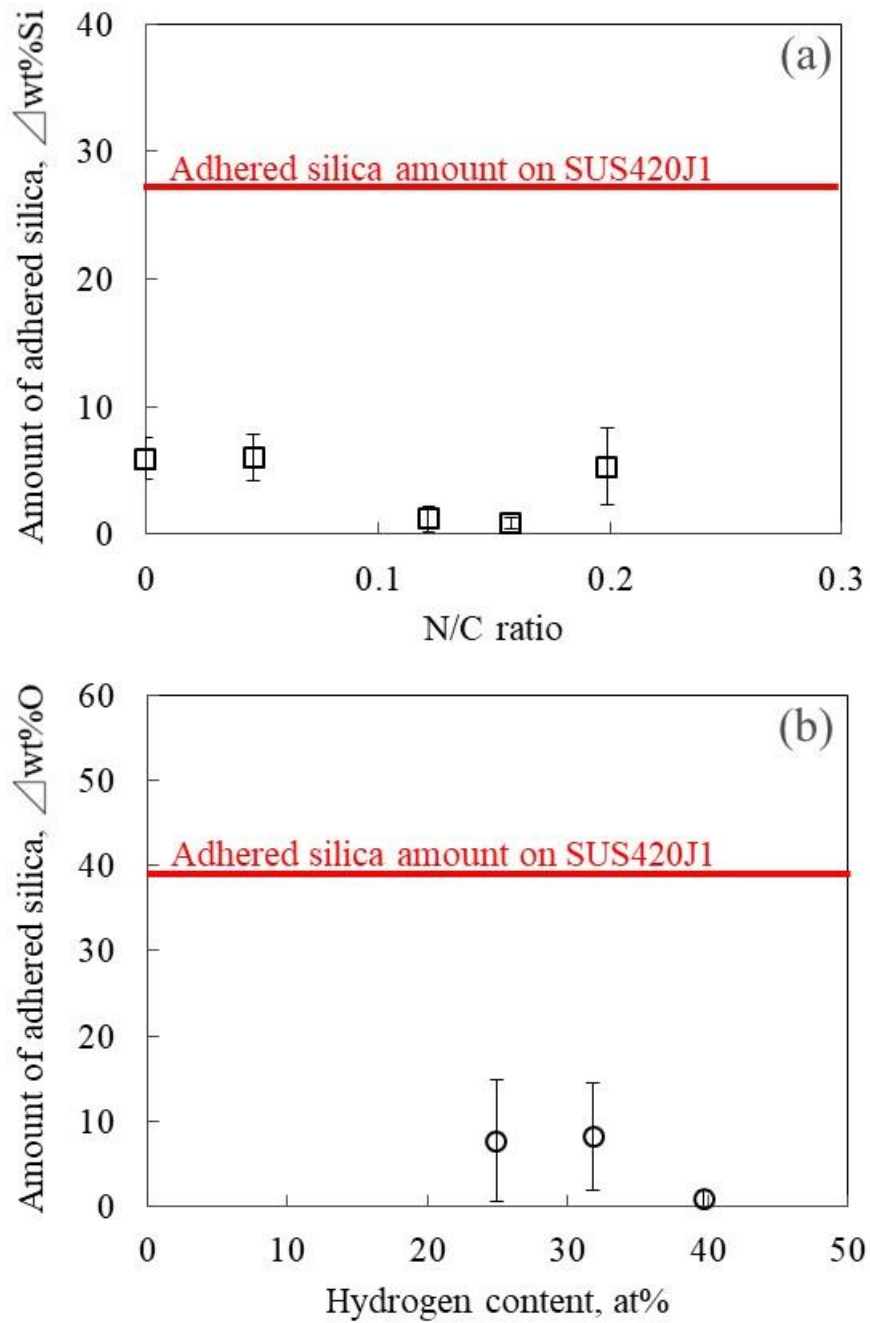 40
(a)
30
Adhered silica amount on SUS420J1
20
10
0
0 0.1 0.2 0.3
N/C ratio
Amount of adhered silica, ⊿wt%Si
60
(b)
50
40
Adhered silica amount on SUS420J1
30
20
10
0
0 10 20 30 40 50
Hydrogen content, at%
Amount of adhered silica, ⊿wt%O